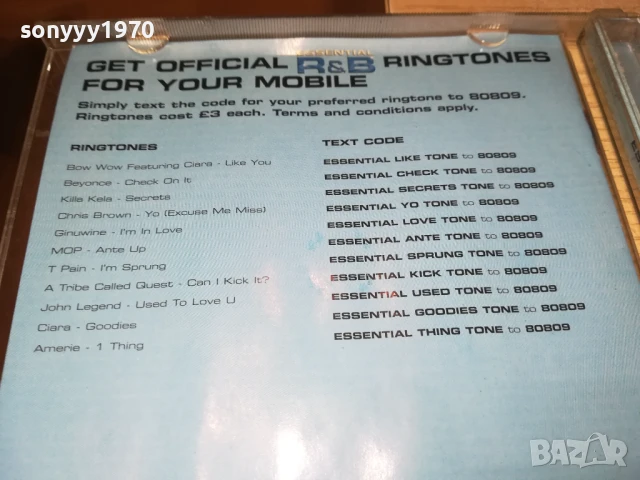 sonyyy1970
ESSENTIAL
GET OFFICIAL R&B RINGTONES
FOR YOUR MOBILE
Simply text the code for your preferred ringtone to 80809.
Ringtones cost £3 each. Terms and conditions apply.
RINGTONES TEXT CODE
Bow Wow Featuring Ciara - Like You ESSENTIAL LIKE TONE to 80809
Beyonce - Check On It ESSENTIAL CHECK TONE to 80809
Killa Kela - Secrets ESSENTIAL SECRETS TONE to 80809
Chris Brown - Yo (Excuse Me Miss) ESSENTIAL YO TONE to 80809
Ginuwine - I'm In Love ESSENTIAL LOVE TONE to 80809
MOP - Ante Up ESSENTIAL ANTE TONE to 80809
T Pain - I'm Sprung ESSENTIAL SPRUNG TONE to 80809
A Tribe Called Quest - Can I Kick It? ESSENTIAL KICK TONE to 80809
John Legend - Used To Love U ESSENTIAL USED TONE to 80809
Ciara - Goodies ESSENTIAL GOODIES TONE to 80809
Amerie - 1 Thing ESSENTIAL THING TONE to 80809
BAZAR
bazar.bg